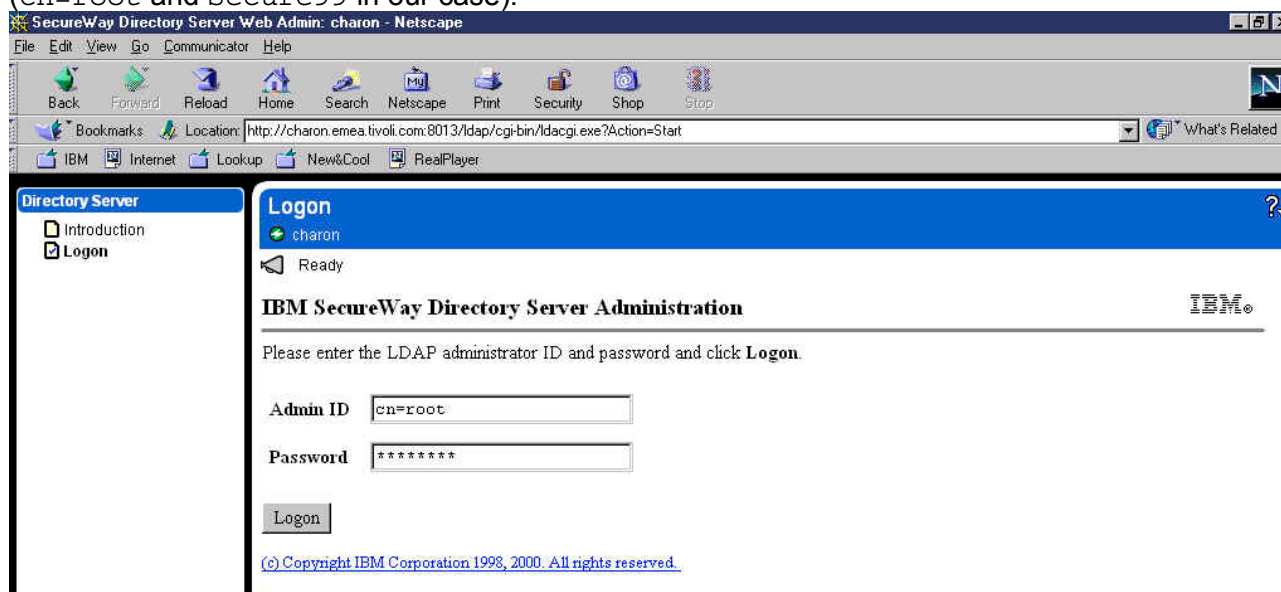 (cn=root and Secure99 in our case).
SecureWay Directory Server Web Admin: charon - Netscape
File Edit View Go Communicator Help
Back Forward Reload Home Search Netscape Print Security Shop Stop
Bookmarks Location: http://charon.emea.tivoli.com:8013/ldap/cgi-bin/ldacgi.exe?Action=Start What's Related
IBM Internet Lookup New&Cool RealPlayer
Directory Server
Introduction
Logon
Logon
charon
Ready
IBM SecureWay Directory Server Administration
IBM®
Please enter the LDAP administrator ID and password and click Logon.
Admin ID cn=root
Password ********
Logon
(c) Copyright IBM Corporation 1998, 2000. All rights reserved.